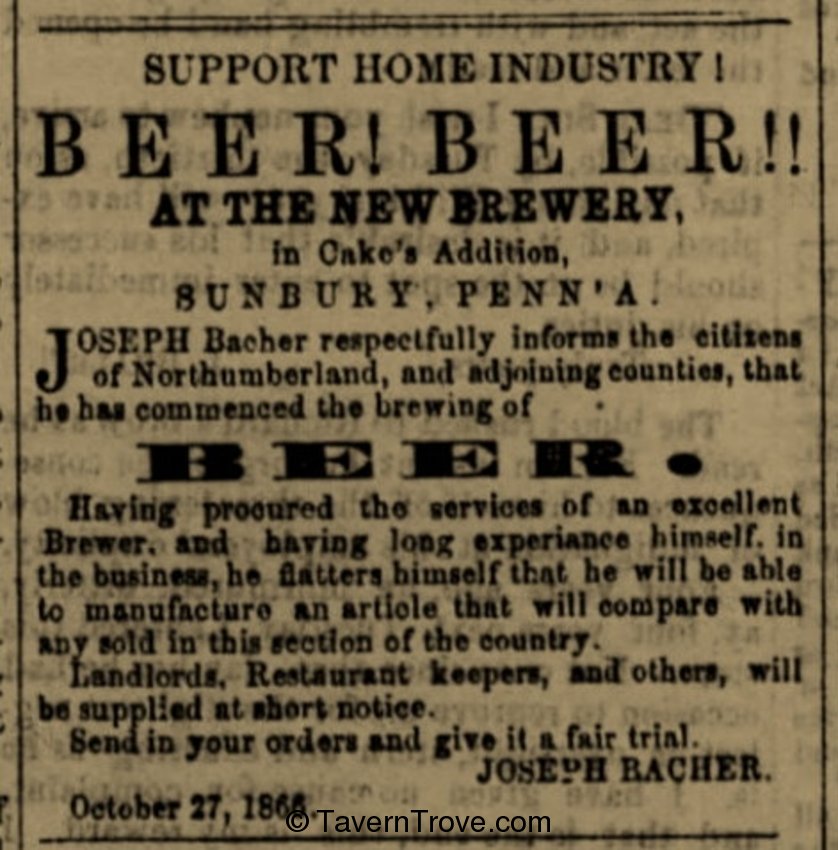 SUPPORT HOME INDUSTRY!
BEER! BEER!!
AT THE NEW BREWERY,
in Cake's Addition,
SUNBURY, PENN'A.
JOSEPH Bacher respectfully informs the citizens
of Northumberland, and adjoining counties, that
he has commenced the brewing of
BEER.
Having procured the services of an excellent
Brewer, and having long experiance himself, in
the business, he flatters himself that he will be able
to manufacture an article that will compare with
any sold in this section of the country.
Landlords, Restaurant keepers, and others, will
be supplied at short notice.
Send in your orders and give it a fair trial.
JOSEPH BACHER.
October 27, 1866.
© TavernTrove.com